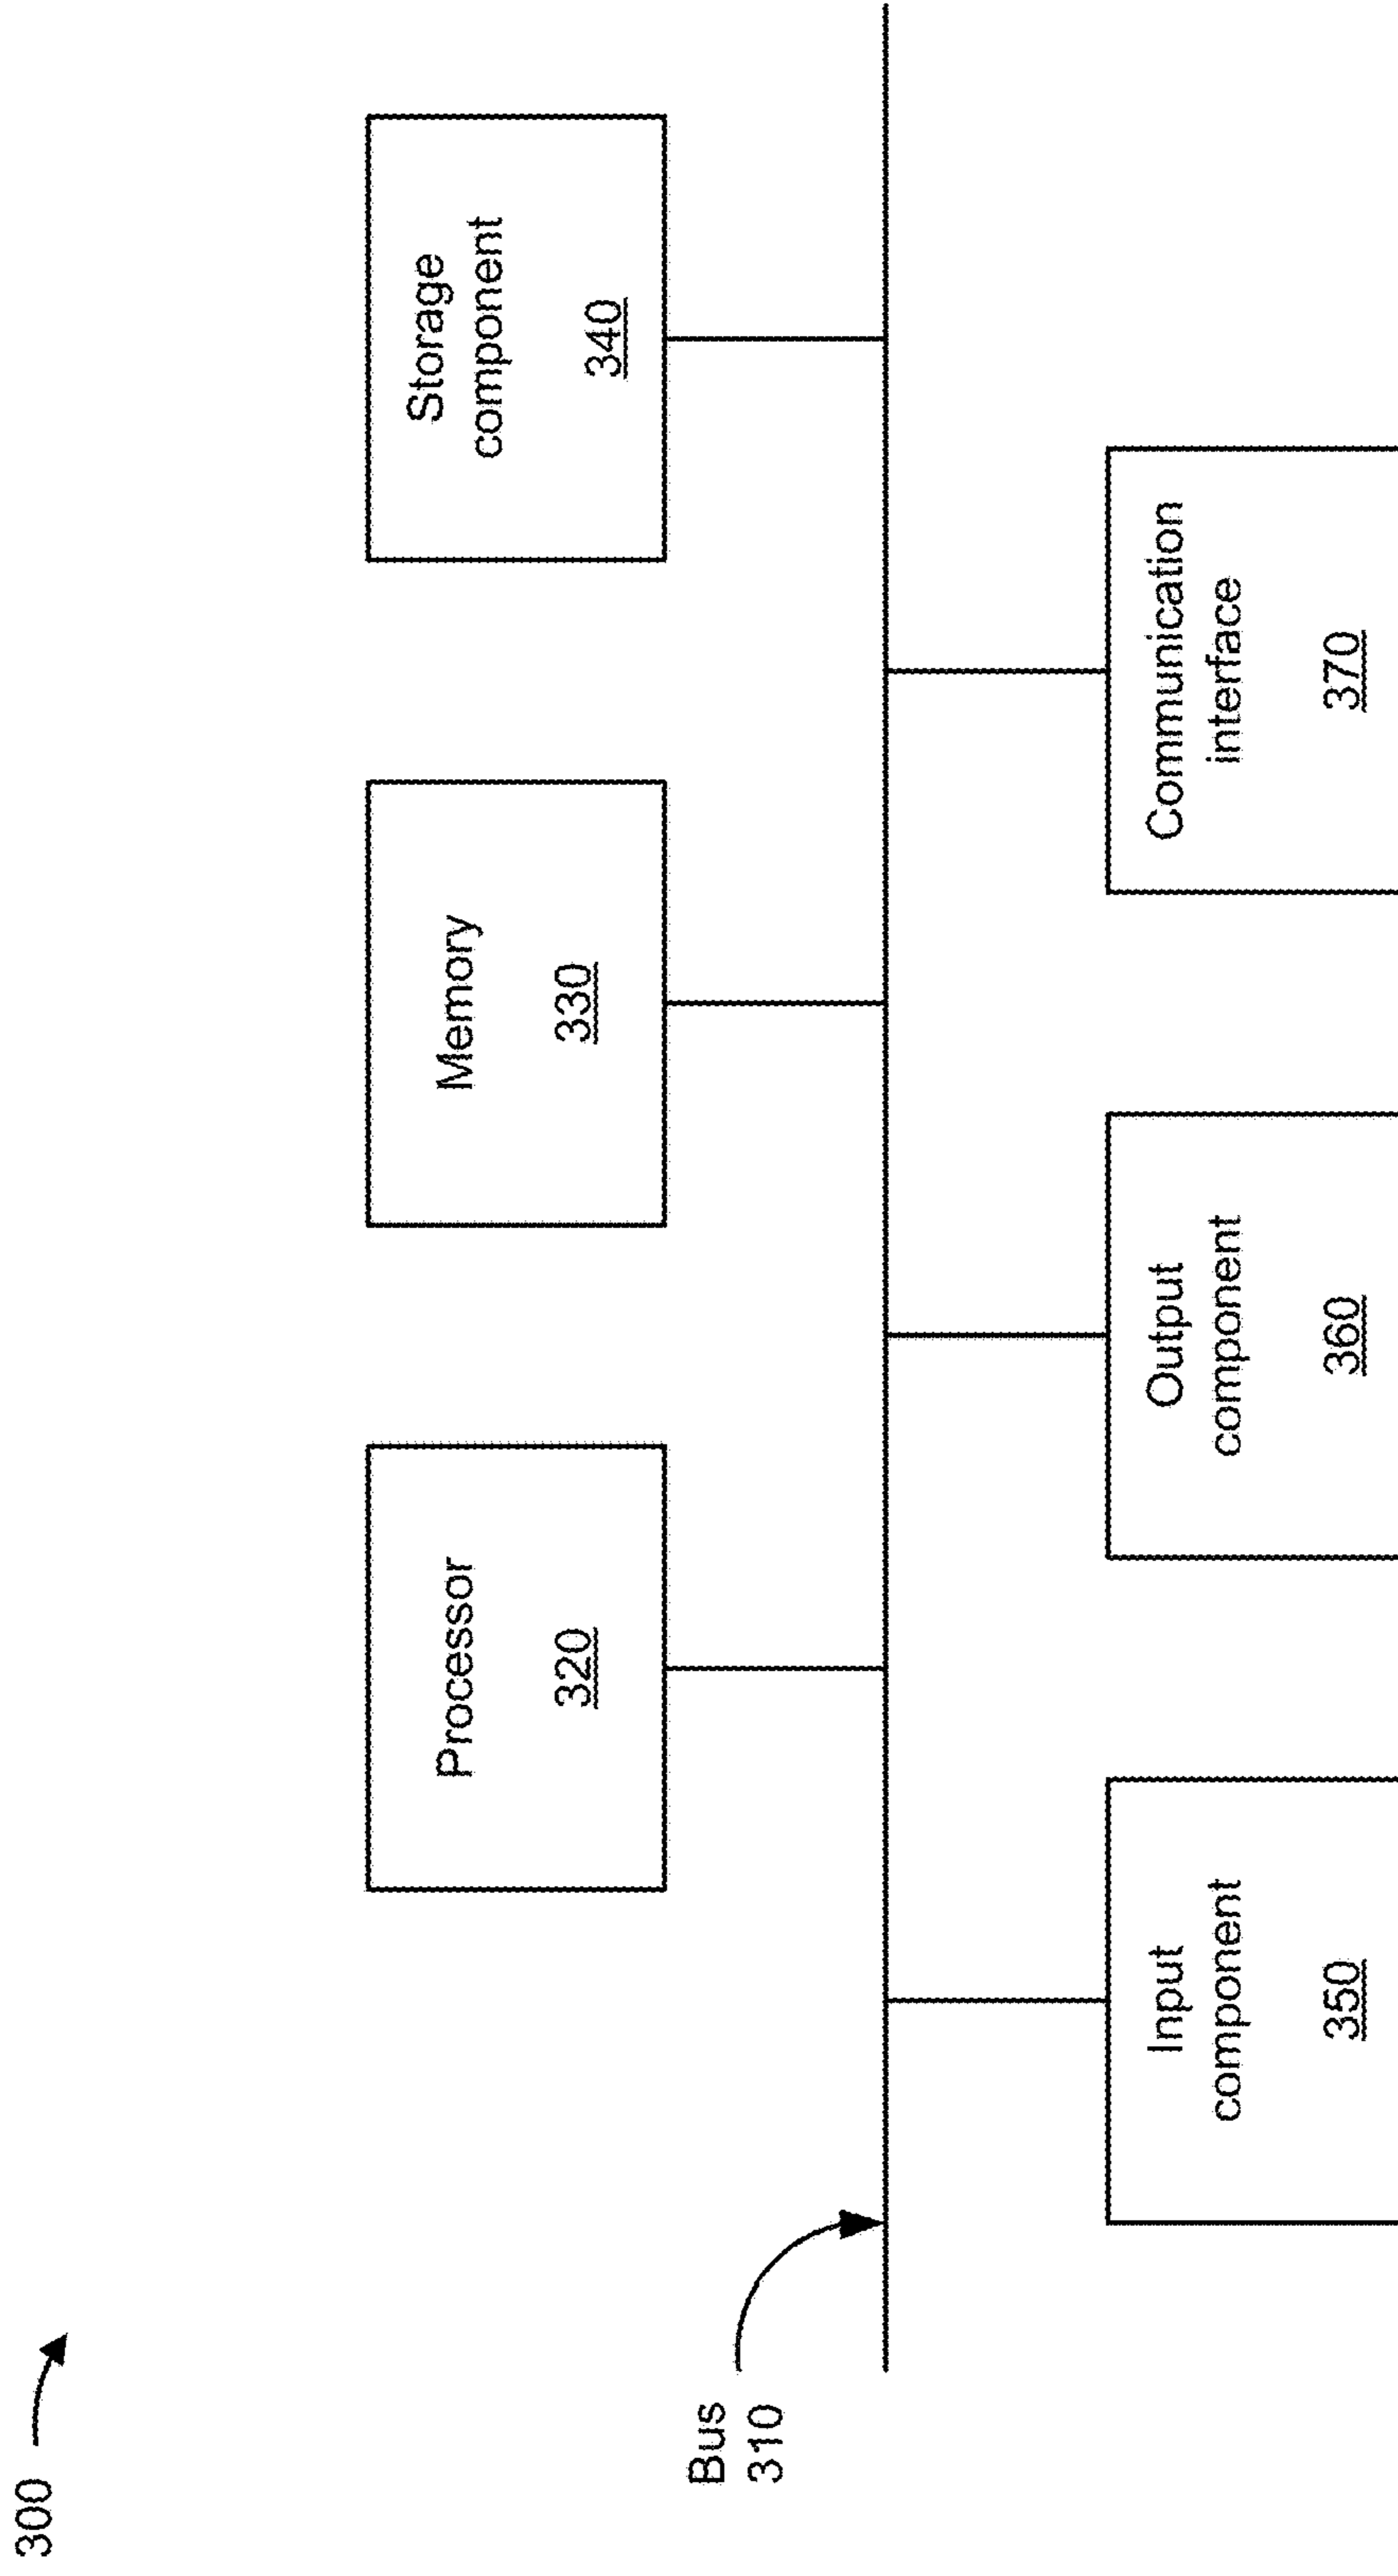 300
Processor
320
Memory
330
Storage
component
340
Bus
310
Input
component
350
Output
component
360
Communication
interface
370